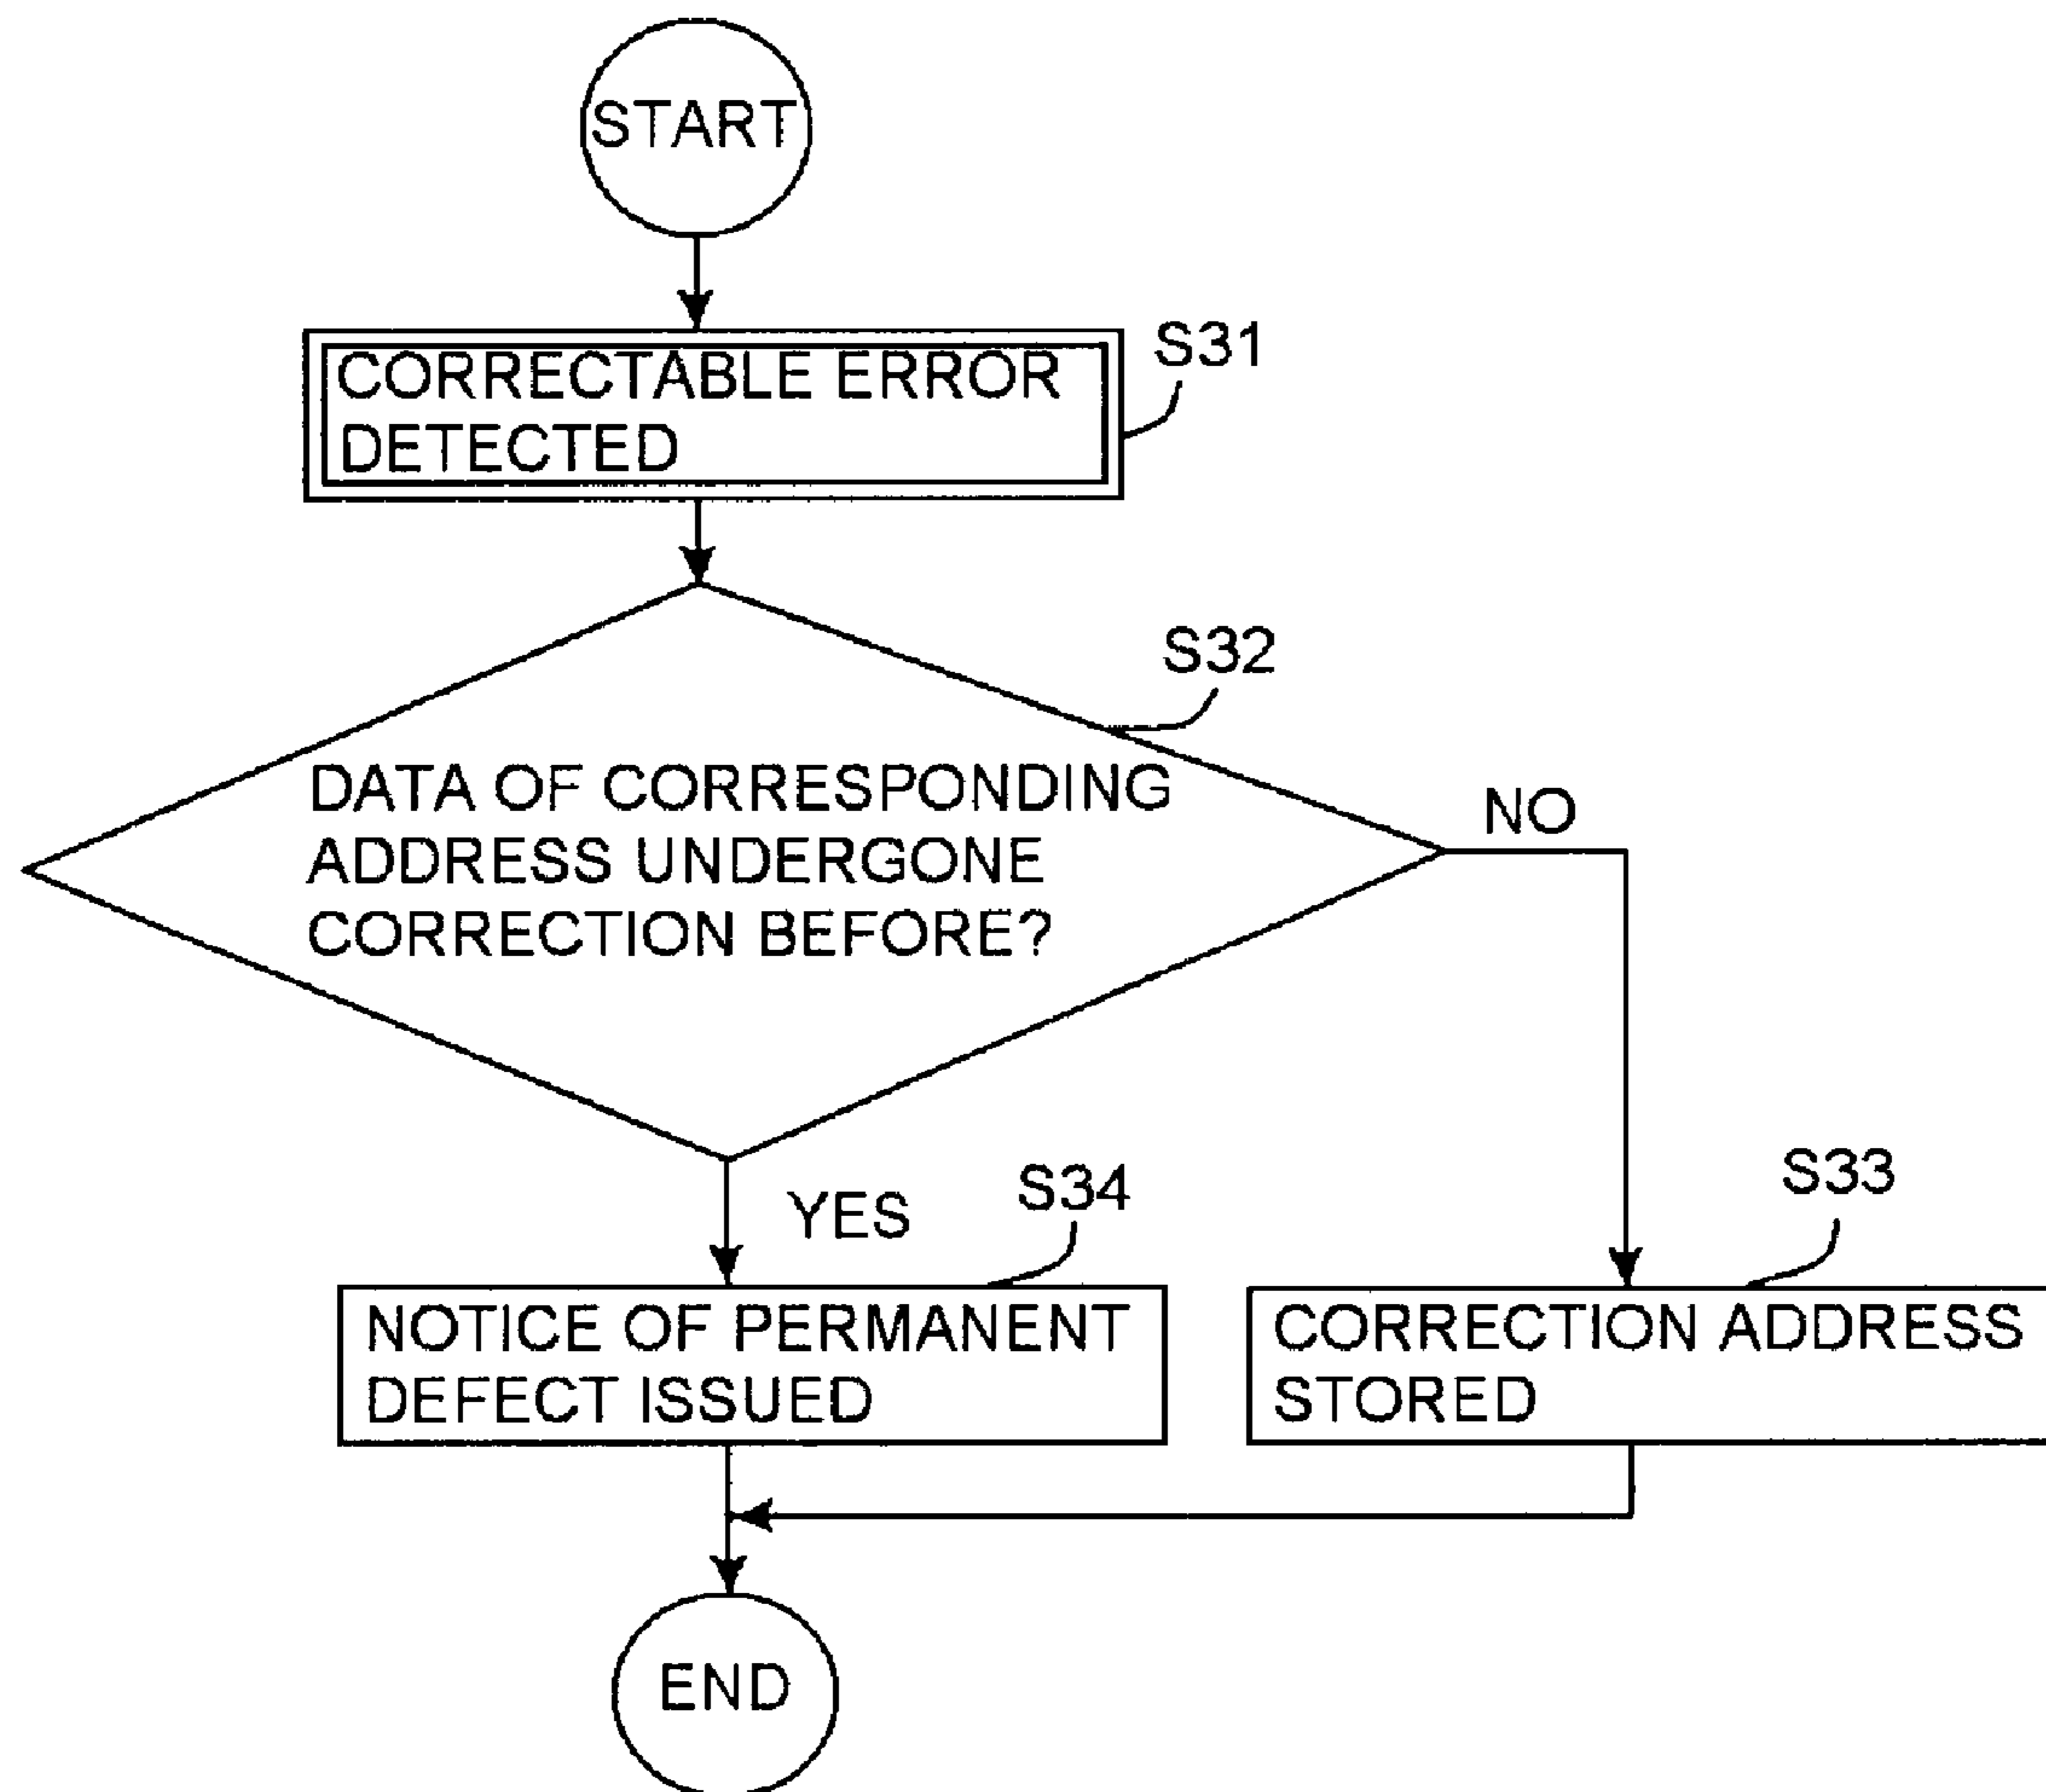 START
CORRECTABLE ERROR
DETECTED
S31
S32
DATA OF CORRESPONDING
ADDRESS UNDERGONE
CORRECTION BEFORE?
NO
YES
S34
S33
NOTICE OF PERMANENT
DEFECT ISSUED
CORRECTION ADDRESS
STORED
END